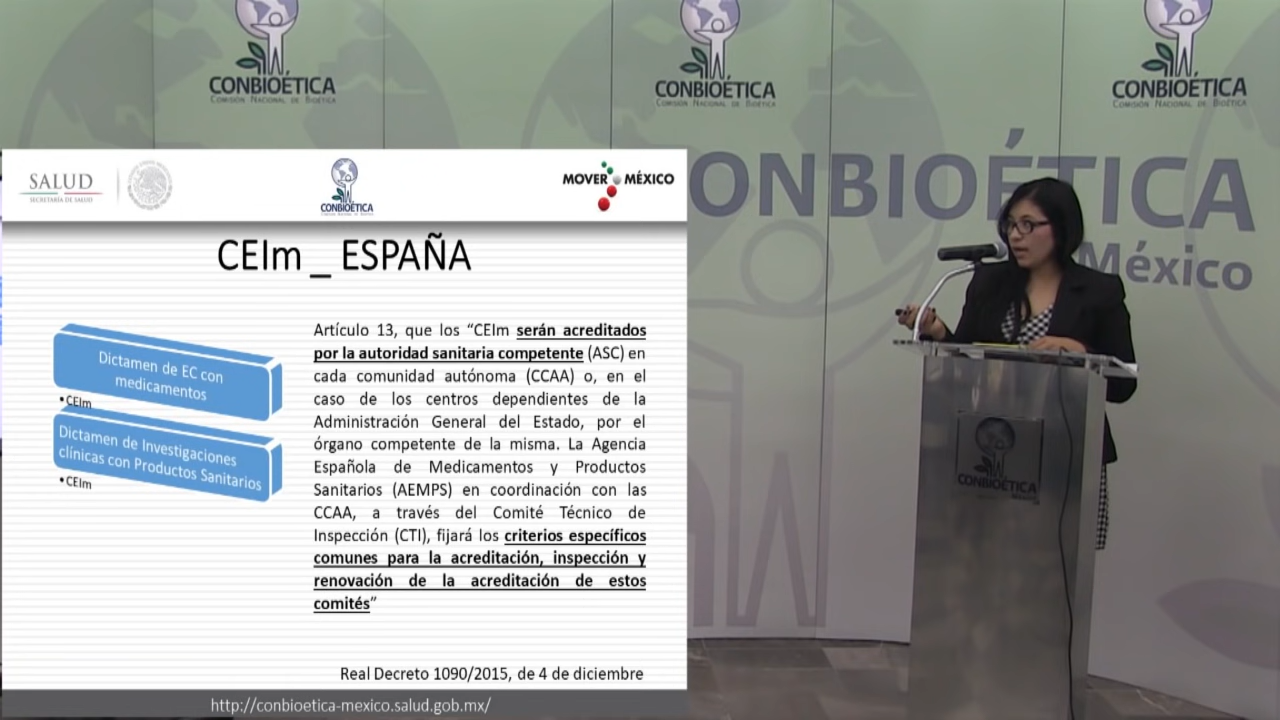 CONBIOÉTICA
COMISIÓN NACIONAL DE BIOÉTICA
CONBIOÉTICA
COMISIÓN NACIONAL DE BIOÉTICA
CONBIOÉTICA
COMISIÓN NACIONAL DE BIOÉTICA
ONBIOÉTICA
México
SALUD
SECRETARÍA DE SALUD
CONBIOÉTICA
MOVER MÉXICO
CEIm _ ESPAÑA
Dictamen de EC con
medicamentos
•CEIm
Dictamen de Investigaciones
clínicas con Productos Sanitarios
•CEIm
Artículo 13, que los “CEIm serán acreditados
por la autoridad sanitaria competente (ASC) en
cada comunidad autónoma (CCAA) o, en el
caso de los centros dependientes de la
Administración General del Estado, por el
órgano competente de la misma. La Agencia
Española de Medicamentos y Productos
Sanitarios (AEMPS) en coordinación con las
CCAA, a través del Comité Técnico de
Inspección (CTI), fijará los criterios específicos
comunes para la acreditación, inspección y
renovación de la acreditación de estos
comités”
Real Decreto 1090/2015, de 4 de diciembre
http://conbioetica-mexico.salud.gob.mx/
CONBIOÉTICA